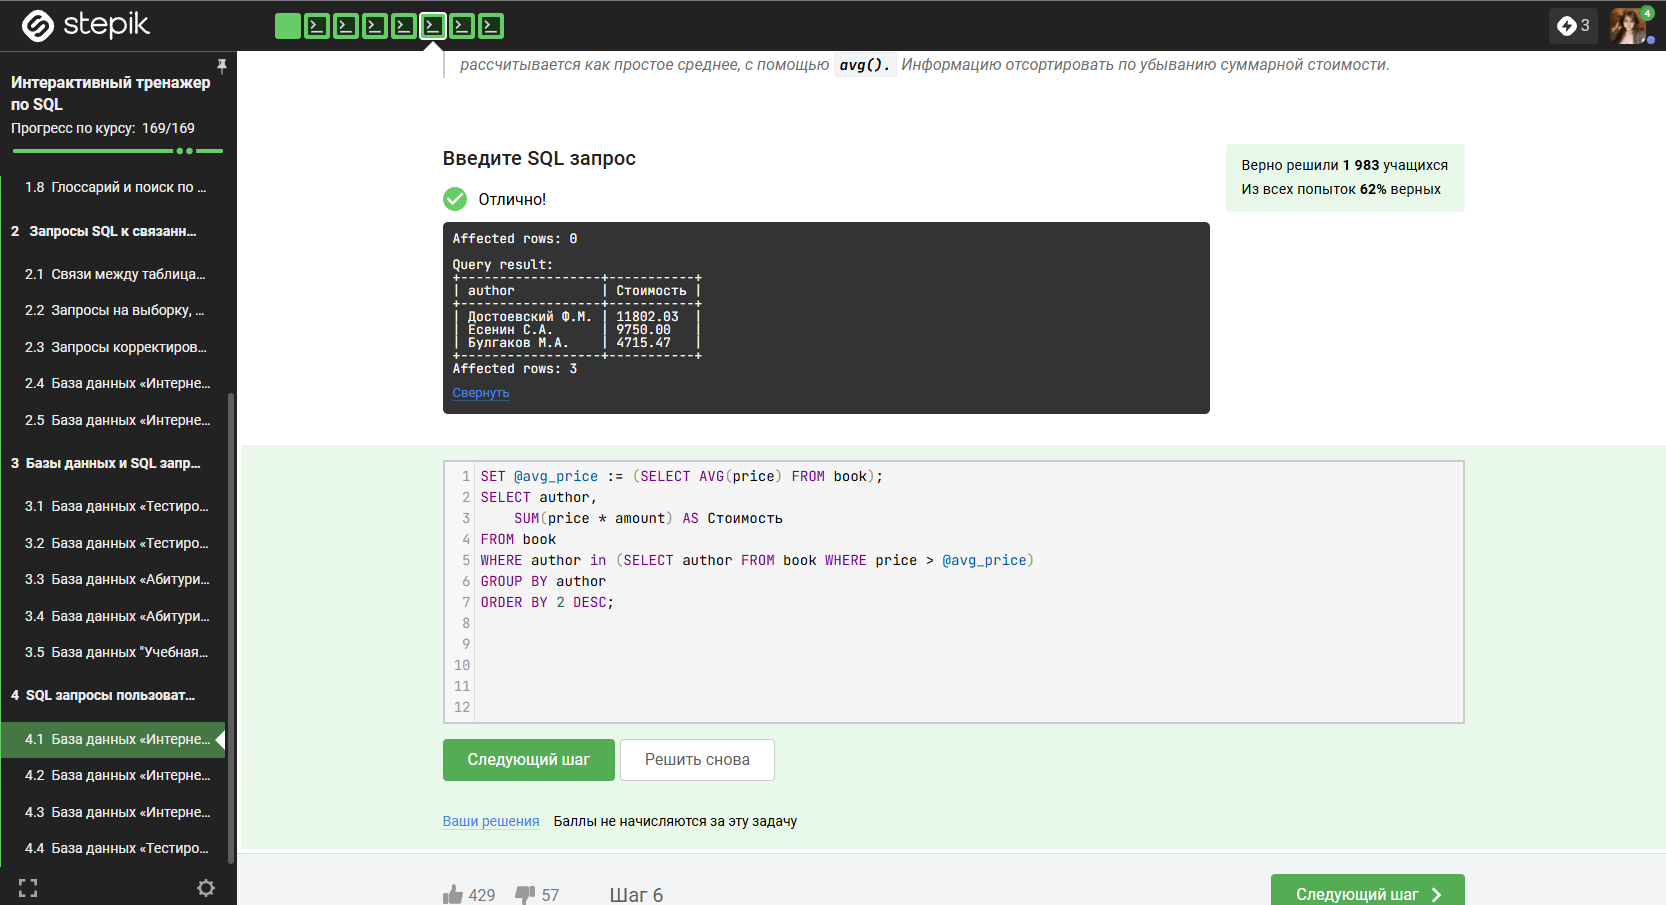 stepik
3
4
Интерактивный тренажер
по SQL
Прогресс по курсу: 169/169
1.8 Глоссарий и поиск по ...
2 Запросы SQL к связанн...
2.1 Связи между таблица...
2.2 Запросы на выборку, ...
2.3 Запросы корректиров...
2.4 База данных «Интерне...
2.5 База данных «Интерне...
3 Базы данных и SQL запр...
3.1 База данных «Тестиро...
3.2 База данных «Тестиро...
3.3 База данных «Абитури...
3.4 База данных «Абитури...
3.5 База данных "Учебная...
4 SQL запросы пользоват...
4.1 База данных «Интерне...
4.2 База данных «Интерне...
4.3 База данных «Интерне...
4.4 База данных «Тестиро...
рассчитывается как простое среднее, с помощью avg(). Информацию отсортировать по убыванию суммарной стоимости.
Введите SQL запрос
Верно решили 1 983 учащихся
Из всех попыток 62% верных
Отлично!
Affected rows: 0
Query result:
+------------------+-----------+
| author           | Стоимость |
+------------------+-----------+
| Достоевский Ф.М. | 11802.03  |
| Есенин С.А.      | 9750.00   |
| Булгаков М.А.    | 4715.47   |
+------------------+-----------+
Affected rows: 3
Свернуть
1 SET @avg_price := (SELECT AVG(price) FROM book);
2 SELECT author,
3     SUM(price * amount) AS Стоимость
4 FROM book
5 WHERE author in (SELECT author FROM book WHERE price > @avg_price)
6 GROUP BY author
7 ORDER BY 2 DESC;
8
9
10
11
12
Следующий шаг
Решить снова
Ваши решения Баллы не начисляются за эту задачу
429 57 Шаг 6
Следующий шаг